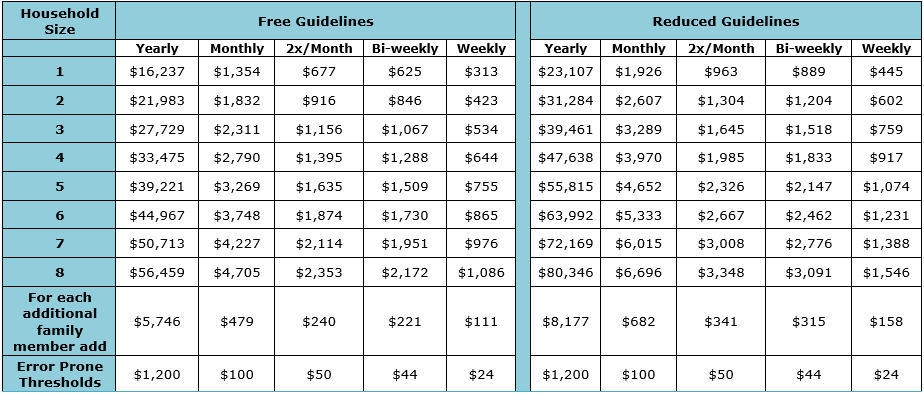 Household Size Free Guidelines Reduced Guidelines
Yearly Monthly 2x/Month Bi-weekly Weekly Yearly Monthly 2x/Month Bi-weekly Weekly
1 $16,237 $1,354 $677 $625 $313 $23,107 $1,926 $963 $889 $445
2 $21,983 $1,832 $916 $846 $423 $31,284 $2,607 $1,304 $1,204 $602
3 $27,729 $2,311 $1,156 $1,067 $534 $39,461 $3,289 $1,645 $1,518 $759
4 $33,475 $2,790 $1,395 $1,288 $644 $47,638 $3,970 $1,985 $1,833 $917
5 $39,221 $3,269 $1,635 $1,509 $755 $55,815 $4,652 $2,326 $2,147 $1,074
6 $44,967 $3,748 $1,874 $1,730 $865 $63,992 $5,333 $2,667 $2,462 $1,231
7 $50,713 $4,227 $2,114 $1,951 $976 $72,169 $6,015 $3,008 $2,776 $1,388
8 $56,459 $4,705 $2,353 $2,172 $1,086 $80,346 $6,696 $3,348 $3,091 $1,546
For each additional family member add $5,746 $479 $240 $221 $111 $8,177 $682 $341 $315 $158
Error Prone Thresholds $1,200 $100 $50 $44 $24 $1,200 $100 $50 $44 $24